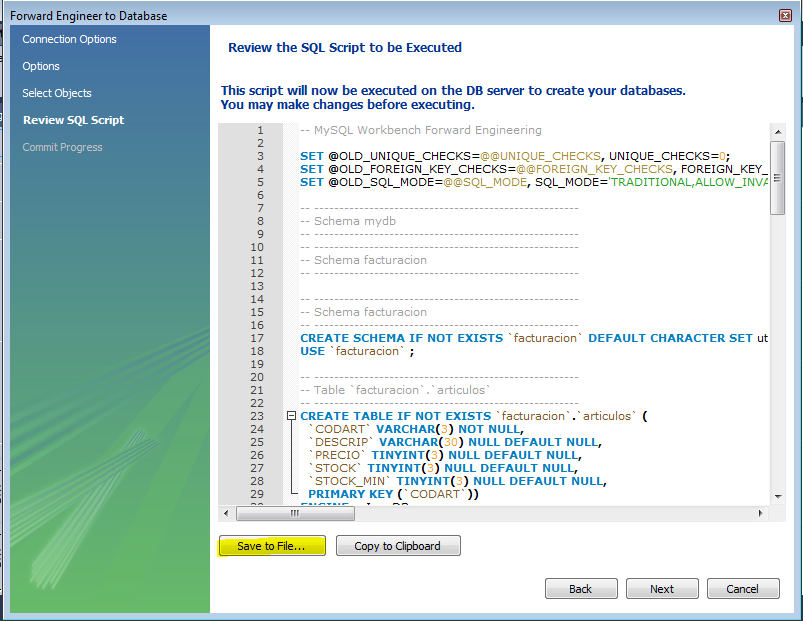 Forward Engineer to Database
Connection Options
Options
Select Objects
Review SQL Script
Commit Progress
Review the SQL Script to be Executed
This script will now be executed on the DB server to create your databases.
You may make changes before executing.
1 -- MySQL Workbench Forward Engineering
2
3 SET @OLD_UNIQUE_CHECKS=@@UNIQUE_CHECKS, UNIQUE_CHECKS=0;
4 SET @OLD_FOREIGN_KEY_CHECKS=@@FOREIGN_KEY_CHECKS, FOREIGN_KEY_
5 SET @OLD_SQL_MODE=@@SQL_MODE, SQL_MODE='TRADITIONAL,ALLOW_INVA
6
7 -- -----------------------------------------------------
8 -- Schema mydb
9 -- -----------------------------------------------------
10 -- -----------------------------------------------------
11 -- Schema facturacion
12 -- -----------------------------------------------------
13
14 -- -----------------------------------------------------
15 -- Schema facturacion
16 -- -----------------------------------------------------
17 CREATE SCHEMA IF NOT EXISTS `facturacion` DEFAULT CHARACTER SET ut
18 USE `facturacion` ;
19
20 -- -----------------------------------------------------
21 -- Table `facturacion`.`articulos`
22 -- -----------------------------------------------------
23 CREATE TABLE IF NOT EXISTS `facturacion`.`articulos` (
24 `CODART` VARCHAR(3) NOT NULL,
25 `DESCRIP` VARCHAR(30) NULL DEFAULT NULL,
26 `PRECIO` TINYINT(3) NULL DEFAULT NULL,
27 `STOCK` TINYINT(3) NULL DEFAULT NULL,
28 `STOCK_MIN` TINYINT(3) NULL DEFAULT NULL,
29 PRIMARY KEY (`CODART`))
Save to File...
Copy to Clipboard
Back
Next
Cancel